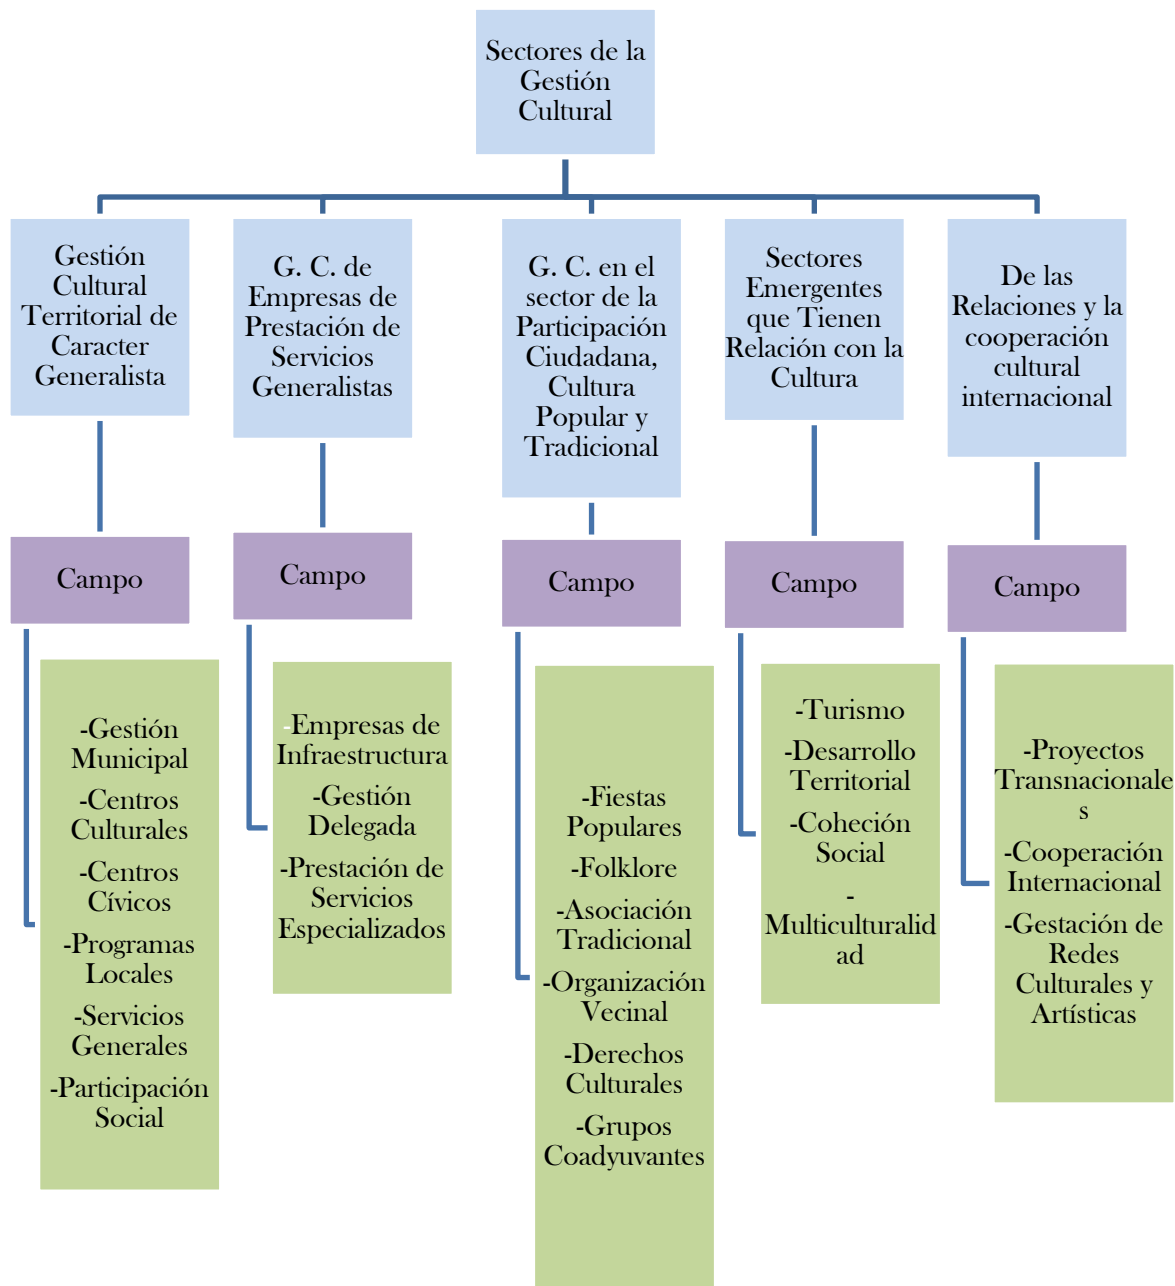 Sectores de la
Gestión
Cultural
Gestión
Cultural
Territorial de
Caracter
Generalista
G. C. de
Empresas de
Prestación de
Servicios
Generalistas
G. C. en el
sector de la
Participación
Ciudadana,
Cultura
Popular y
Tradicional
Sectores
Emergentes
que Tienen
Relación con la
Cultura
De las
Relaciones y la
cooperación
cultural
internacional
Campo
Campo
Campo
Campo
Campo
-Gestión
Municipal
-Centros
Culturales
-Centros
Cívicos
-Programas
Locales
-Servicios
Generales
-Participación
Social
-Empresas de
Infraestructura
-Gestión
Delegada
-Prestación de
Servicios
Especializados
-Fiestas
Populares
-Folklore
-Asociación
Tradicional
-Organización
Vecinal
-Derechos
Culturales
-Grupos
Coadyuvantes
-Turismo
-Desarrollo
Territorial
-Coheción
Social
-
Multiculturalid
ad
-Proyectos
Transnacionale
s
-Cooperación
Internacional
-Gestación de
Redes
Culturales y
Artísticas